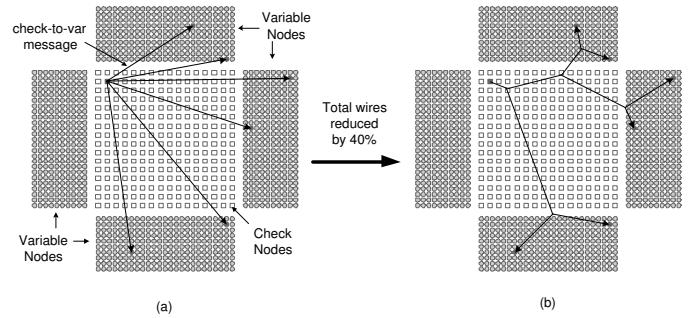 check-to-var
message
Variable
Nodes
Total wires
reduced
by 40%
Variable
Nodes
Check
Nodes
(a)
(b)